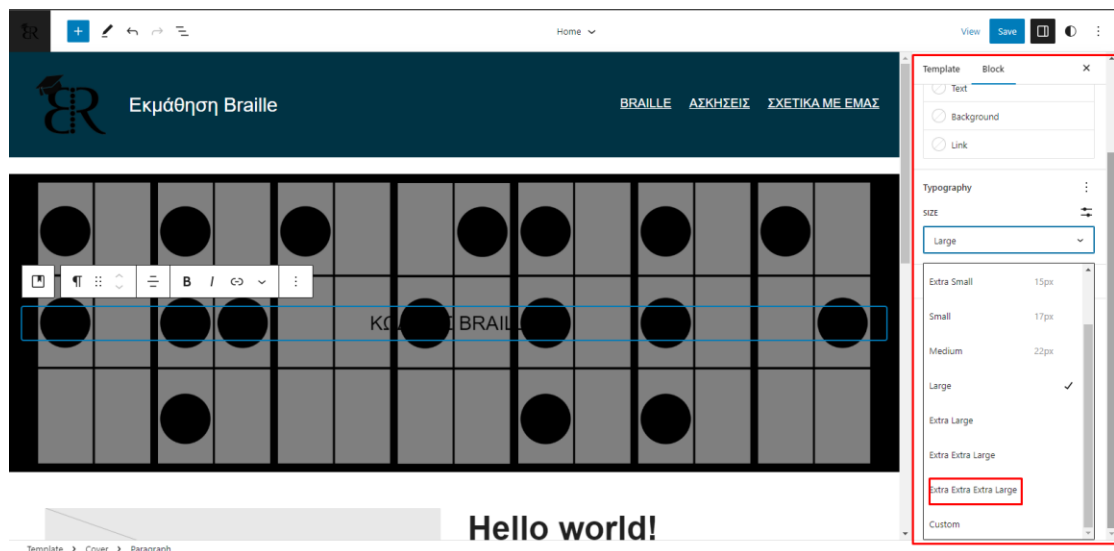 Home
View
Save
Εκμάθηση Braille
BRAILLE ΑΣΚΗΣΕΙΣ ΣΧΕΤΙΚΑ ΜΕ ΕΜΑΣ
B I
BRAIL
Hello world!
Template > Cover > Paragraph
Template Block
Text
Background
Link
Typography
SIZE
Large
Extra Small 15px
Small 17px
Medium 22px
Large
Extra Large
Extra Extra Large
Extra Extra Extra Large
Custom